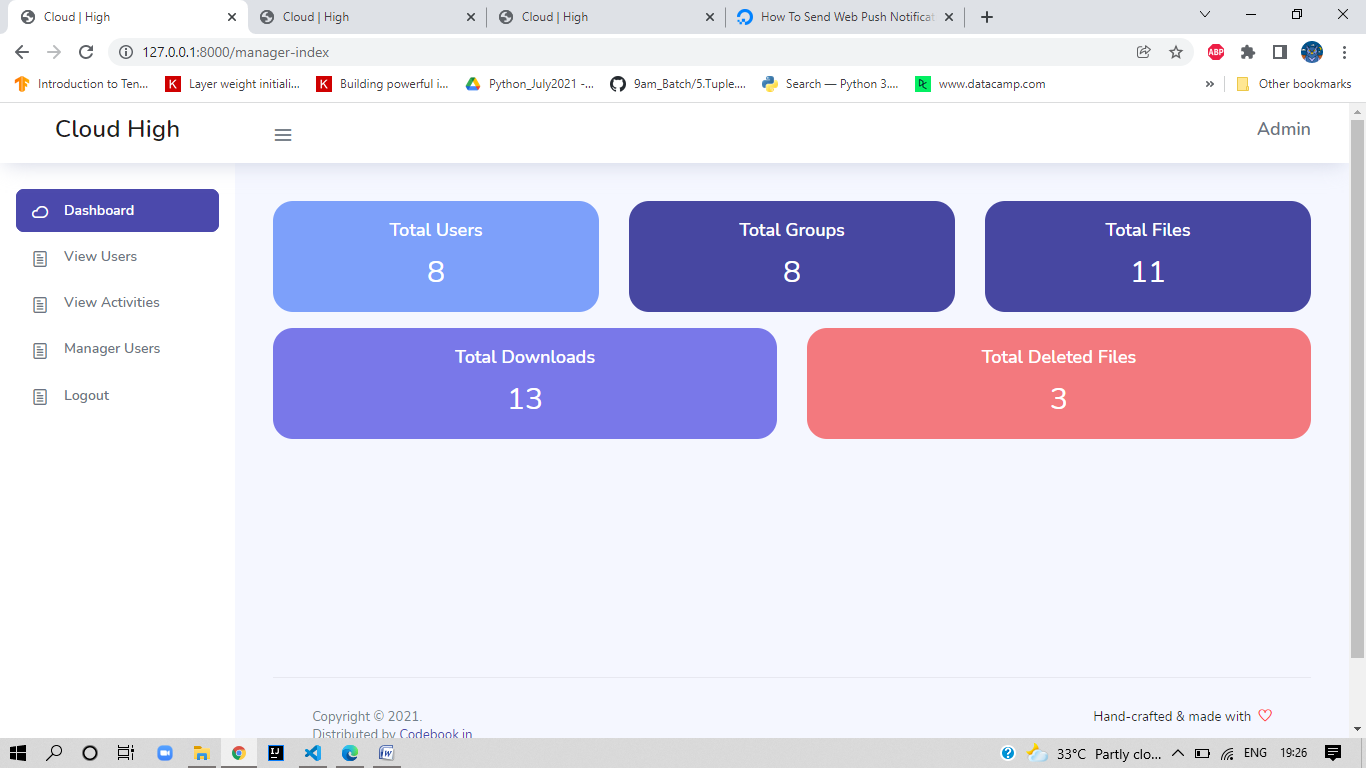 Cloud | High
Cloud | High
Cloud | High
How To Send Web Push Notificat
127.0.0.1:8000/manager-index
ABP
Introduction to Ten...
K Layer weight initiali...
K Building powerful i...
Python_July2021 -...
9am_Batch/5.Tuple....
Search — Python 3....
www.datacamp.com
»
Other bookmarks
Cloud High
Admin
Dashboard
View Users
View Activities
Manager Users
Logout
Total Users
8
Total Groups
8
Total Files
11
Total Downloads
13
Total Deleted Files
3
Copyright © 2021.
Distributed by Codebook.in
Hand-crafted & made with
33°C Partly clo...
ENG
19:26